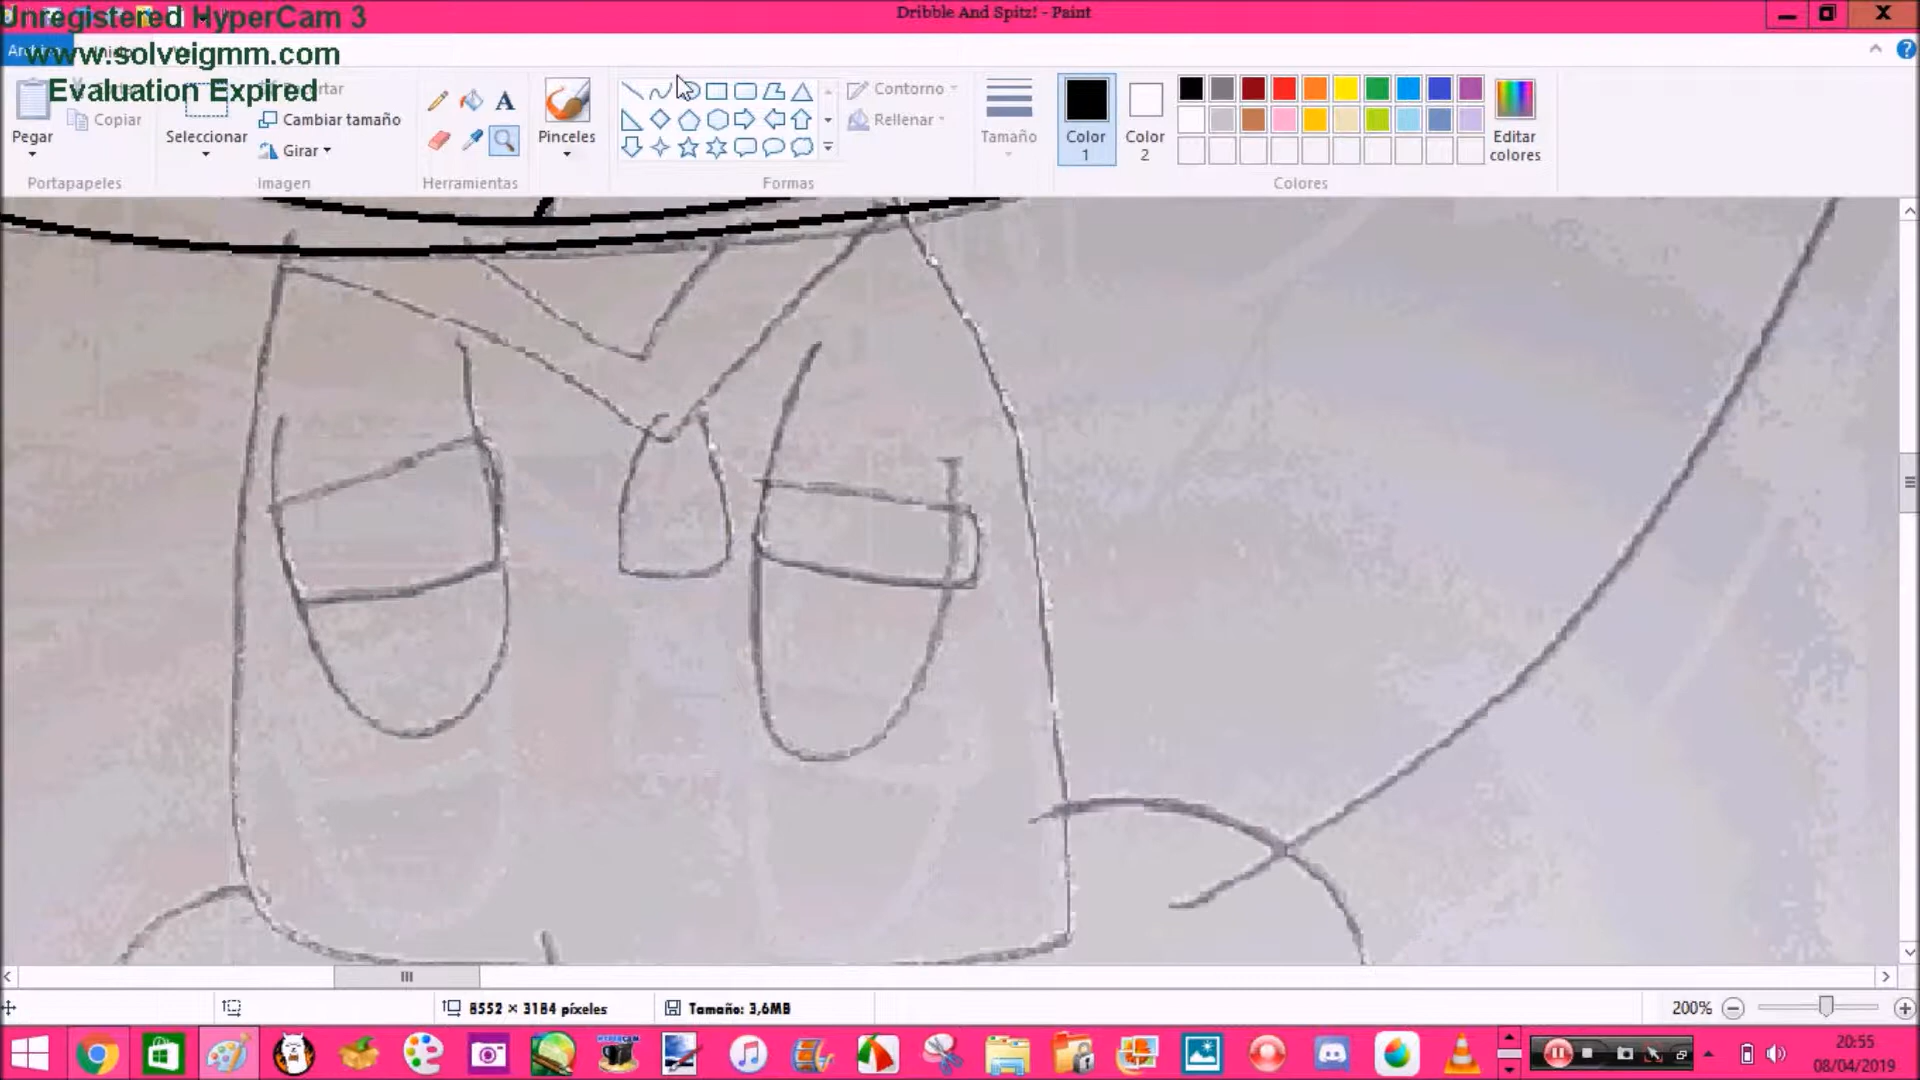 Unregistered HyperCam 3
Dribble And Spitz! - Paint
www.solveigmm.com
Evaluation Expired
Pegar
Copiar
Portapapeles
Seleccionar
Cambiar tamaño
Girar
Imagen
A
Herramientas
Pinceles
Formas
Contorno
Rellenar
Tamaño
Color
1
Color
2
Editar
colores
Colores
8552 × 3184 píxeles
Tamaño: 3,6MB
200%
20:55
08/04/2019